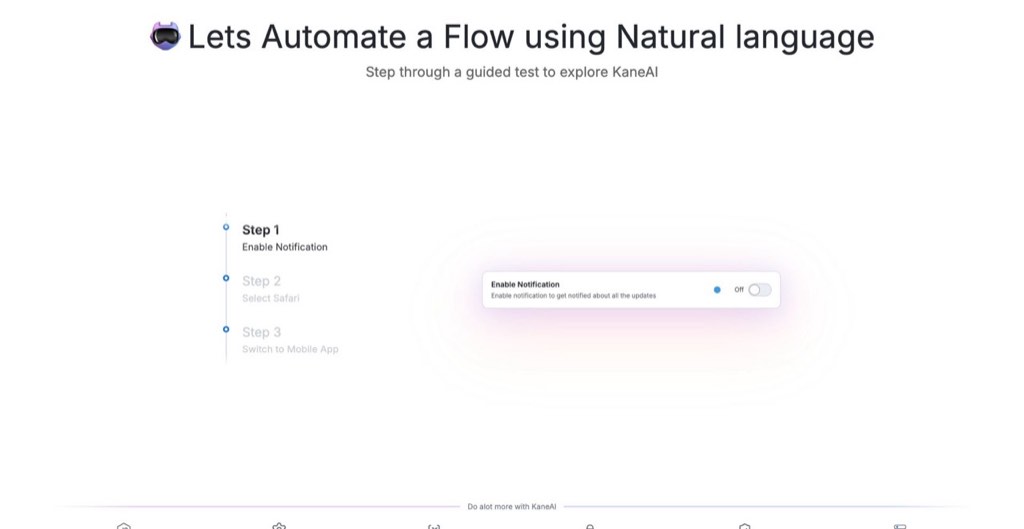 Lets Automate a Flow using Natural language
Step through a guided test to explore KaneAI
Step 1
Enable Notification
Step 2
Select Safari
Step 3
Switch to Mobile App
Enable Notification
Enable notification to get notified about all the updates
Off
Do alot more with KaneAI